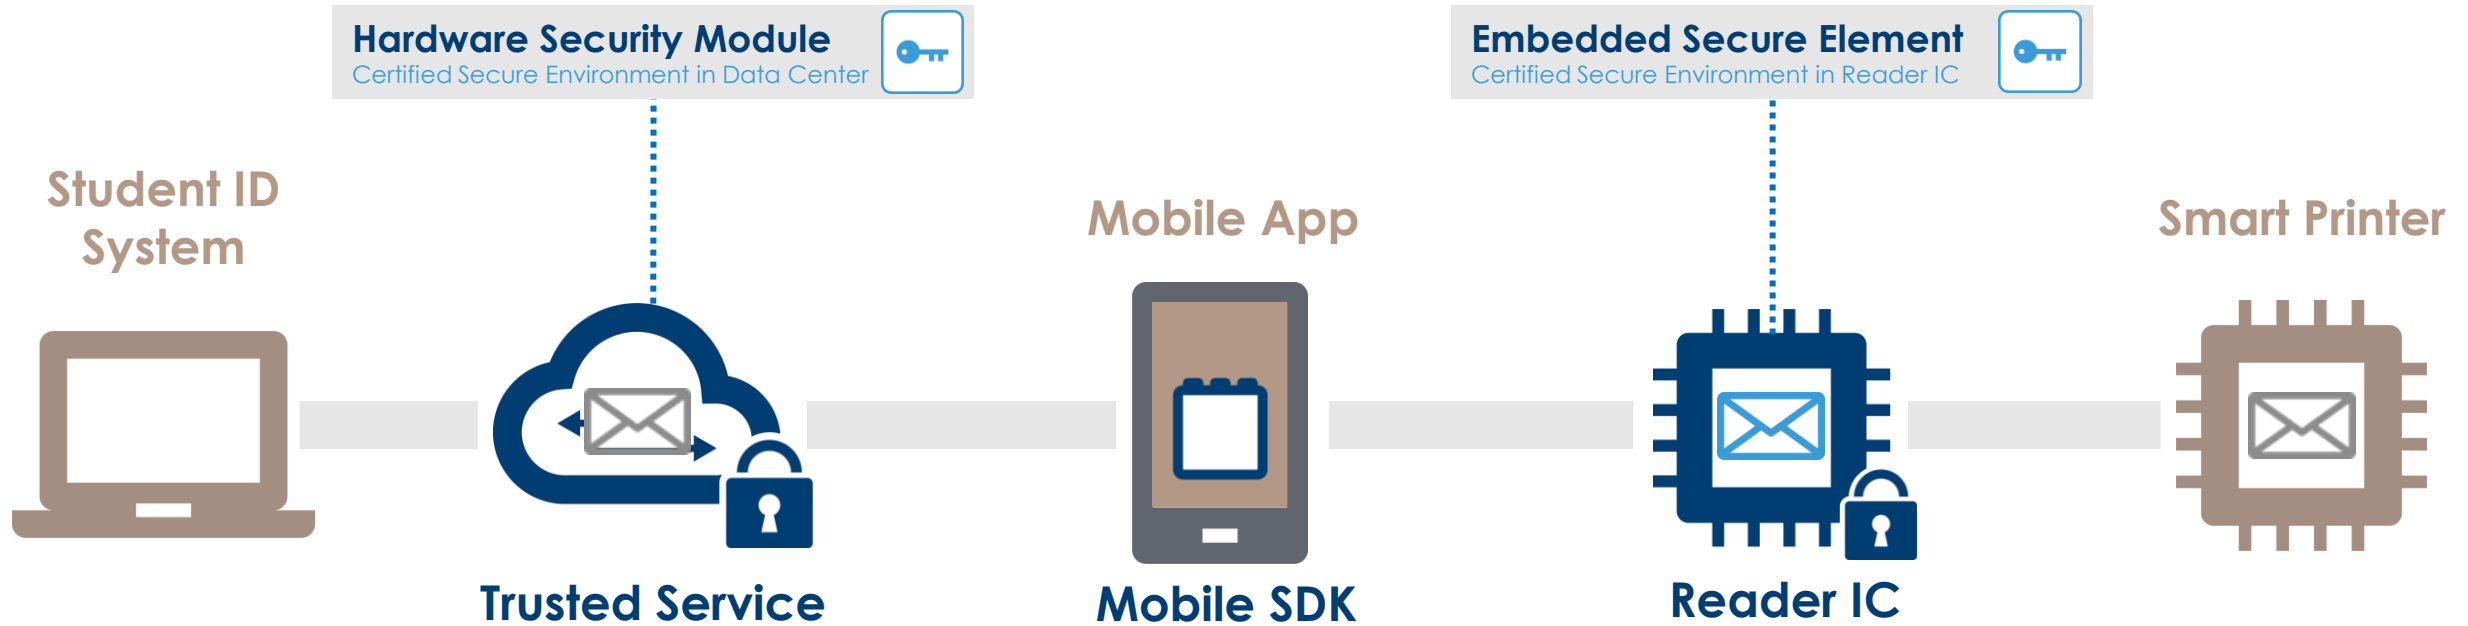 Hardware Security Module
Certified Secure Environment in Data Center
Embedded Secure Element
Certified Secure Environment in Reader IC
Student ID
System
Mobile App
Smart Printer
Trusted Service
Mobile SDK
Reader IC